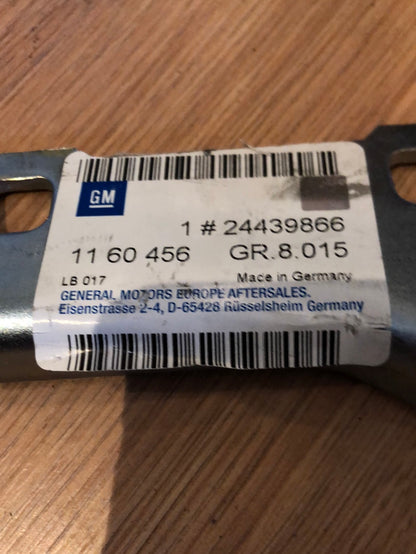 GM
1 # 24439866
11 60 456 GR.8.015
LB 017 Made in Germany
GENERAL MOTORS EUROPE AFTERSALES.
Eisenstrasse 2-4, D-65428 Rüsselsheim Germany